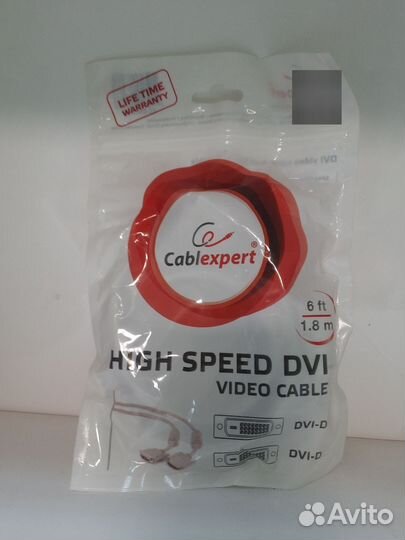 LIFE TIME
WARRANTY
Cablexpert®
6 ft
1.8 m
HIGH SPEED DVI
VIDEO CABLE
DVI-D
DVI-D
Avito